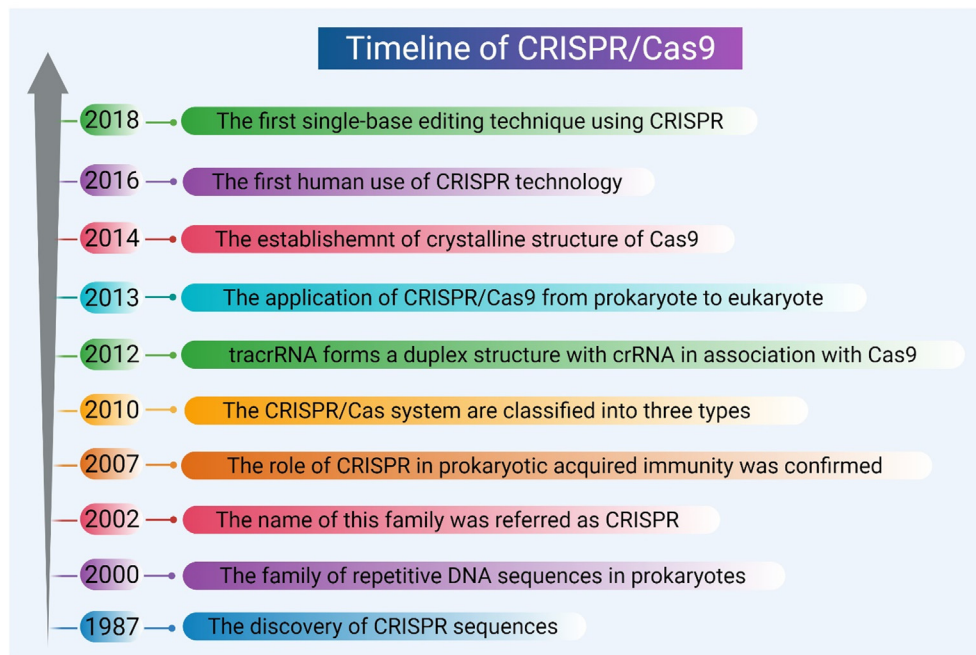 Timeline of CRISPR/Cas9
2018 The first single-base editing technique using CRISPR
2016 The first human use of CRISPR technology
2014 The establishemnt of crystalline structure of Cas9
2013 The application of CRISPR/Cas9 from prokaryote to eukaryote
2012 tracrRNA forms a duplex structure with crRNA in association with Cas9
2010 The CRISPR/Cas system are classified into three types
2007 The role of CRISPR in prokaryotic acquired immunity was confirmed
2002 The name of this family was referred as CRISPR
2000 The family of repetitive DNA sequences in prokaryotes
1987 The discovery of CRISPR sequences